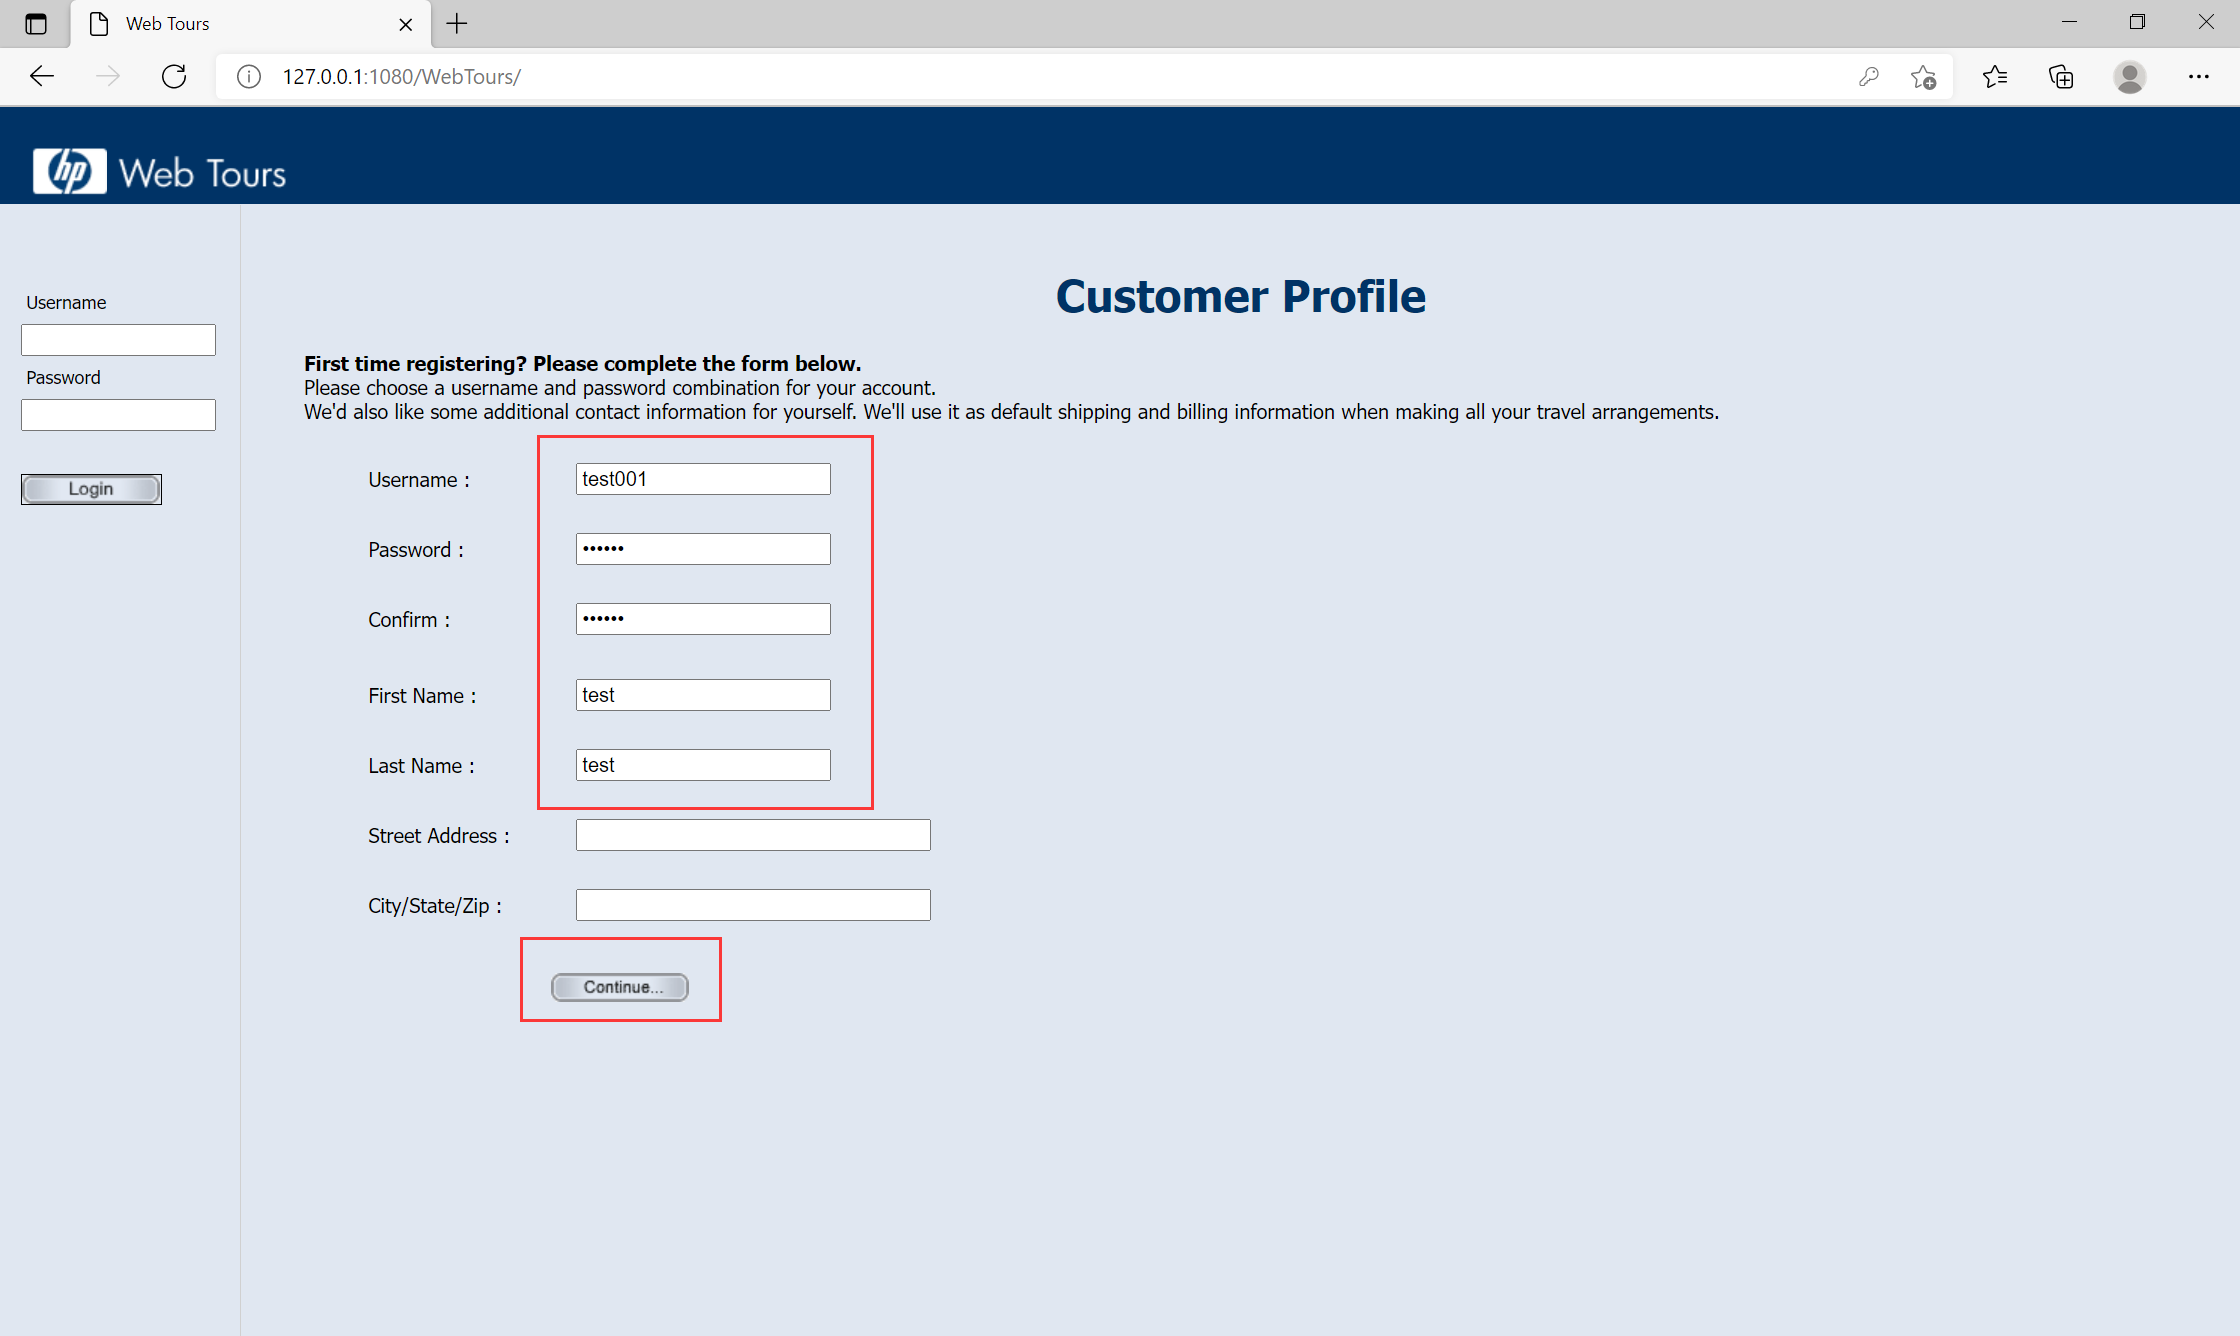 Web Tours
127.0.0.1:1080/WebTours/
hp Web Tours
Username
Password
Login
Customer Profile
First time registering? Please complete the form below.
Please choose a username and password combination for your account.
We'd also like some additional contact information for yourself. We'll use it as default shipping and billing information when making all your travel arrangements.
Username : test001
Password : ••••••
Confirm : ••••••
First Name : test
Last Name : test
Street Address :
City/State/Zip :
Continue...